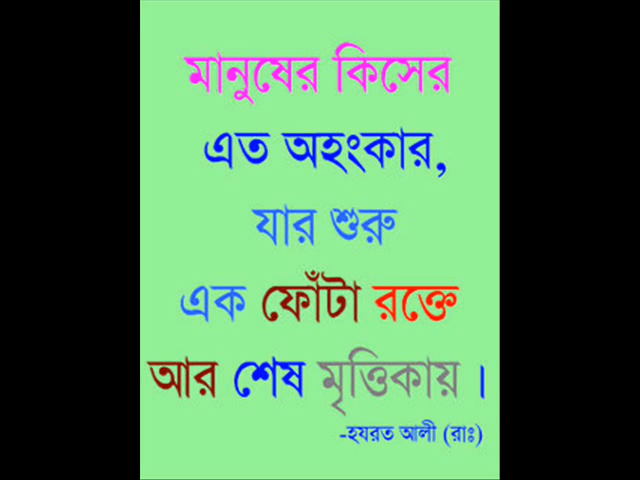 মানুষের কিসের
এত অহংকার,
যার শুরু
এক ফোঁটা রক্তে
আর শেষ মৃত্তিকায় ।
-হযরত আলী (রাঃ)